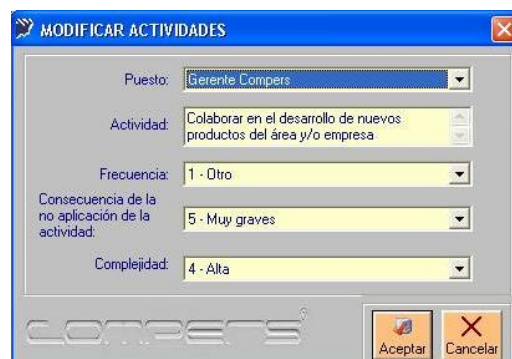 MODIFICAR ACTIVIDADES
Puesto: Gerente Compers
Actividad: Colaborar en el desarrollo de nuevos
productos del área y/o empresa
Frecuencia: 1 - Otro
Consecuencia de la
no aplicación de la
actividad: 5 - Muy graves
Complejidad: 4 - Alta
compers
Aceptar Cancelar